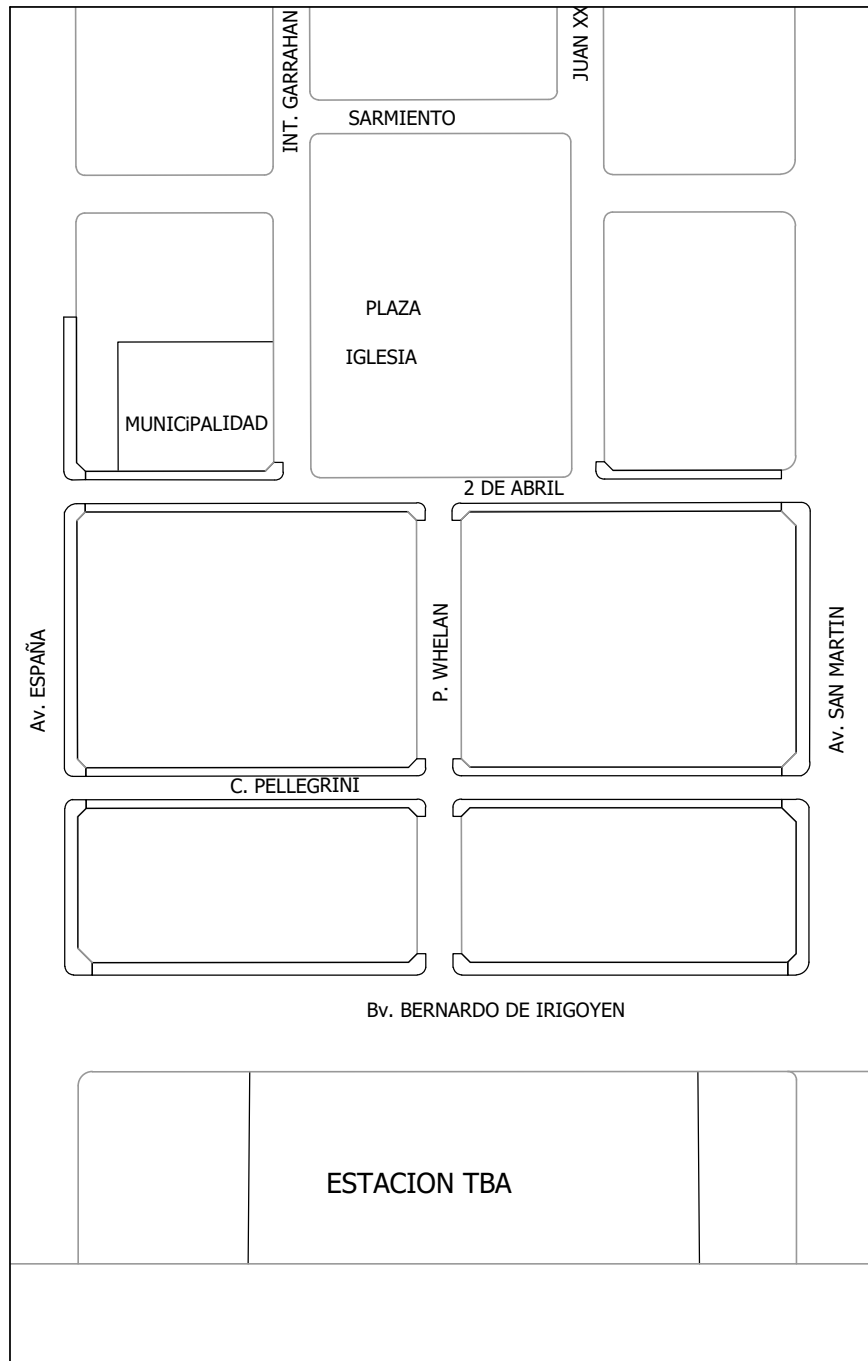 INT. GARRAHAN
JUAN XX
SARMIENTO
PLAZA
IGLESIA
MUNICiPALIDAD
2 DE ABRIL
Av. ESPAÑA
P. WHELAN
Av. SAN MARTIN
C. PELLEGRINI
Bv. BERNARDO DE IRIGOYEN
ESTACION TBA